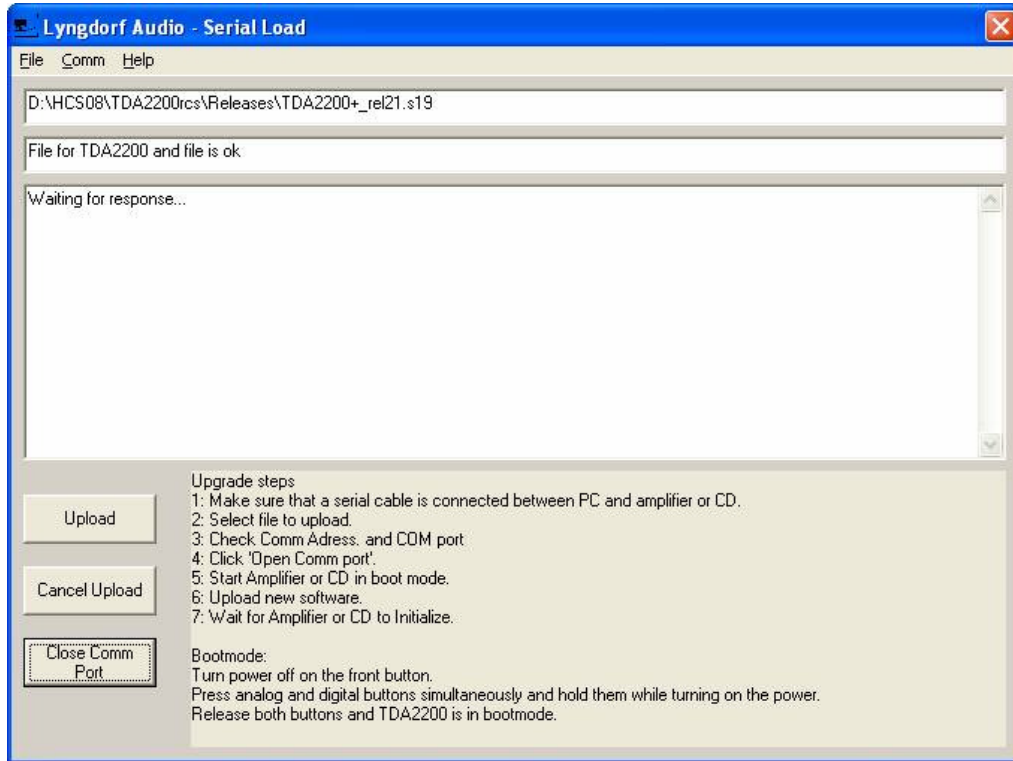 Lyngdorf Audio - Serial Load
File Comm Help
D:\HCS08\TDA2200rcs\Releases\TDA2200+_rel21.s19
File for TDA2200 and file is ok
Waiting for response...
Upload
Cancel Upload
Close Comm
Port
Upgrade steps
1: Make sure that a serial cable is connected between PC and amplifier or CD.
2: Select file to upload.
3: Check Comm Adress. and COM port
4: Click 'Open Comm port'.
5: Start Amplifier or CD in boot mode.
6: Upload new software.
7: Wait for Amplifier or CD to Initialize.
Bootmode:
Turn power off on the front button.
Press analog and digital buttons simultaneously and hold them while turning on the power.
Release both buttons and TDA2200 is in bootmode.